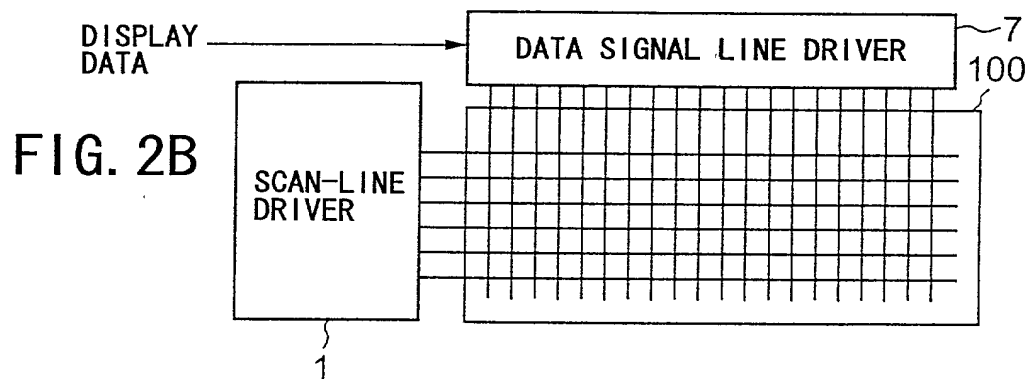 DISPLAY
DATA
DATA SIGNAL LINE DRIVER
7
100
FIG. 2B
SCAN-LINE
DRIVER
1